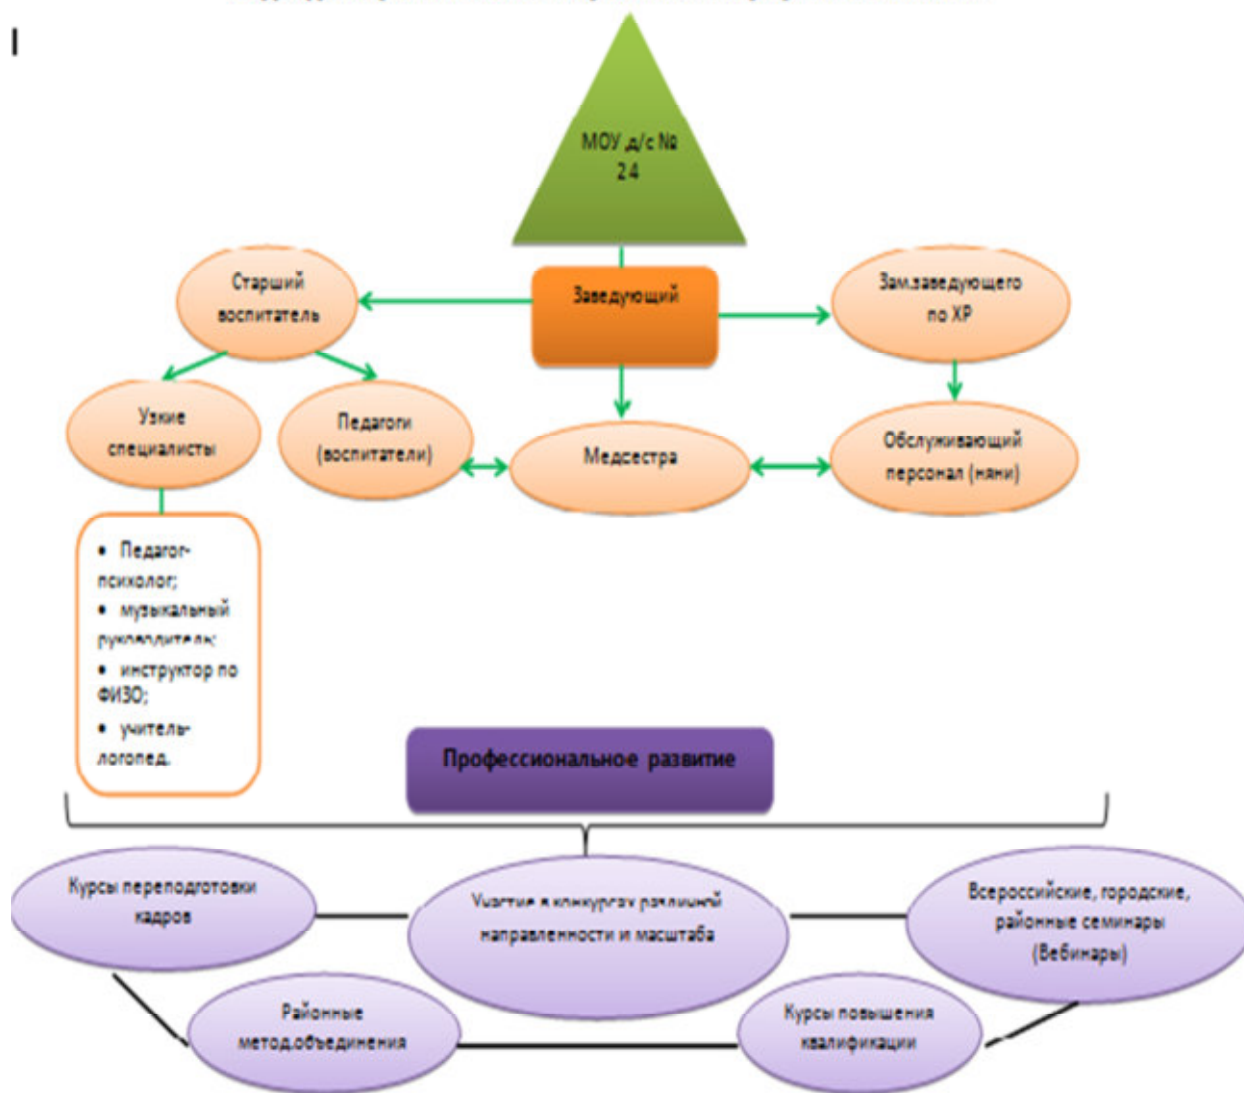 МОУ д/с №
24
Старший
воспитатель
Заведующий
Зам.заведующего
по ХР
Узкие
специалисты
Педагоги
(воспитатели)
Медсестра
Обслуживающий
персонал (няни)
• Педагог-
психолог;
• музыкальный
руководитель;
• инструктор по
ФИЗО;
• учитель-
логопед.
Профессиональное развитие
Курсы переподготовки
кадров
Участие в конкурсах различной
направленности и масштаба
Всероссийские, городские,
районные семинары
(Вебинары)
Районные
метод.объединения
Курсы повышения
квалификации